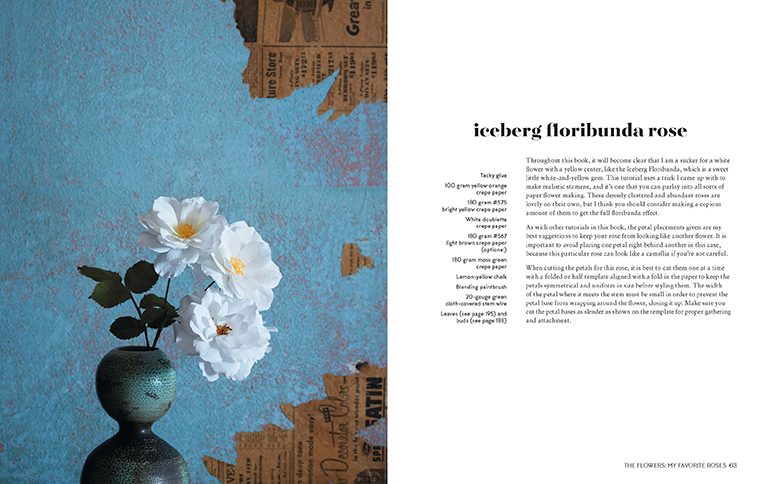 Grea
ture Store
SATIN
iceberg floribunda rose
Tacky glue
100 gram yellow orange
crepe paper
180 gram #575
bright yellow crepe paper
White doublette
crepe paper
180 gram #567
light brown crepe paper
(optional)
180 gram moss green
crepe paper
Lemon-yellow chalk
Blending paintbrush
20-gauge green
cloth-covered stem wire
Leaves (see page 195) and
buds (see page 188)
Throughout this book, it will become clear that I am a sucker for a white
flower with a yellow center, like the Iceberg Floribunda, which is a sweet
little white-and-yellow gem. This tutorial uses a trick I came up with to
make realistic stamens, and it's one that you can parlay into all sorts of
paper flower making. These densely clustered and abundant roses are
lovely on their own, but I think you should consider making a copious
amount of them to get the full floribunda effect.
As with other tutorials in this book, the petal placements given are my
best suggestions to keep your rose from looking like another flower. It is
important to avoid placing one petal right behind another in this case,
because this particular rose can look like a camellia if you're not careful.
When cutting the petals for this rose, it is best to cut them one at a time
with a folded or half template aligned with a fold in the paper to keep the
petals symmetrical and uniform in size before styling them. The width
of the petal where it meets the stem must be small in order to prevent the
petal base from wrapping around the flower, closing it up. Make sure you
cut the petal bases as slender as shown on the template for proper gathering
and attachment.
THE FLOWERS: MY FAVORITE ROSES 63